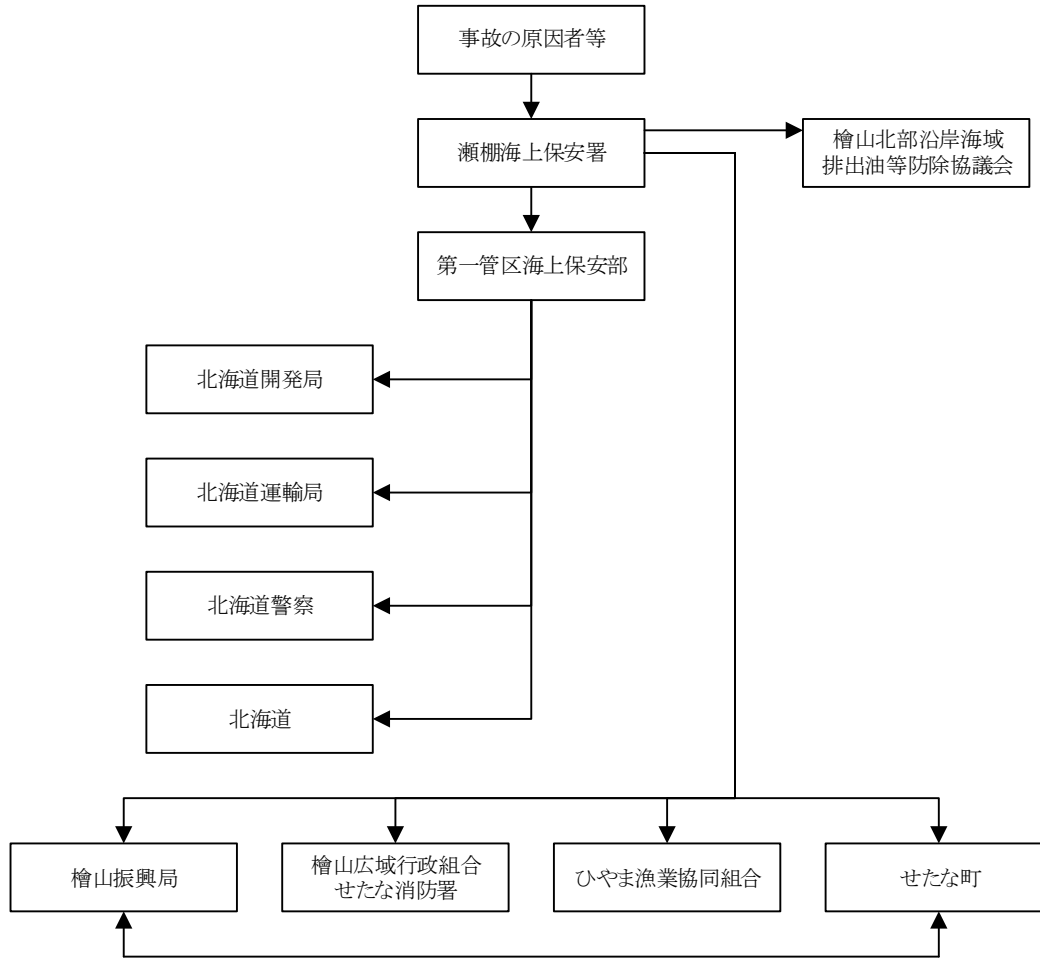 事故の原因者等
瀬棚海上保安署
檜山北部沿岸海域
排出油等防除協議会
第一管区海上保安部
北海道開発局
北海道運輸局
北海道警察
北海道
檜山振興局
檜山広域行政組合
せたな消防署
ひやま漁業協同組合
せたな町